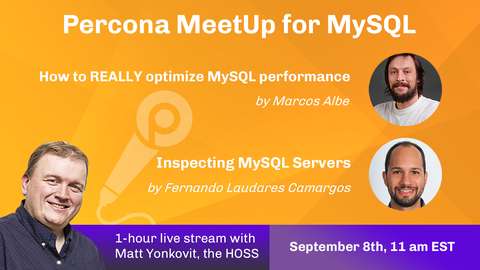 Percona MeetUp for MySQL
How to REALLY optimize MySQL performance
by Marcos Albe
Inspecting MySQL Servers
by Fernando Laudares Camargos
1-hour live stream with
Matt Yonkovit, the HOSS
September 8th, 11 am EST